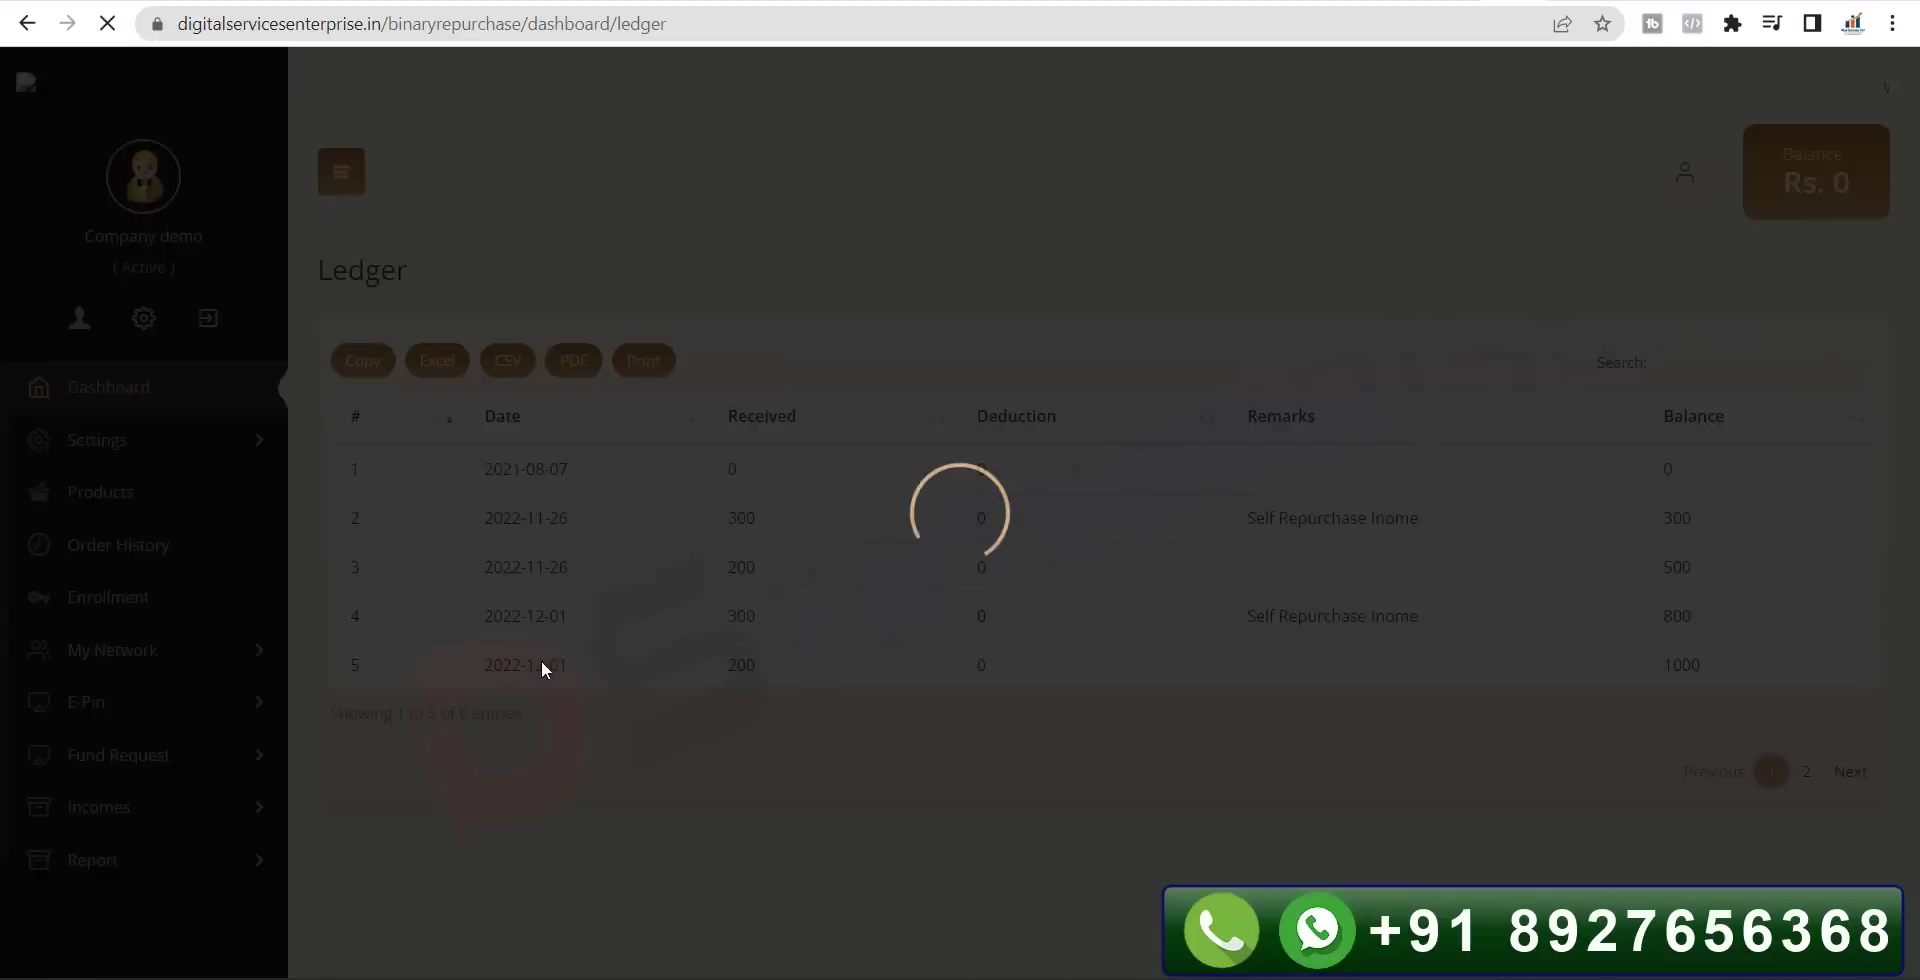 digitalservicesenterprise.in/binaryrepurchase/dashboard/ledger
Balance
Rs. 0
Company demo
( Active )
Ledger
Copy Excel CSV PDF Print
Search:
# Date Received Deduction Remarks Balance
1 2021-08-07 0 0 0
2 2022-11-26 300 0 Self Repurchase Inome 300
3 2022-11-26 200 0 500
4 2022-12-01 300 0 Self Repurchase Inome 800
5 2022-12-01 200 0 1000
Showing 1 to 5 of 6 entries
Previous 1 2 Next
Dashboard
Settings
Products
Order History
Enrollment
My Network
E-Pin
Fund Request
Incomes
Report
+91 8927656368